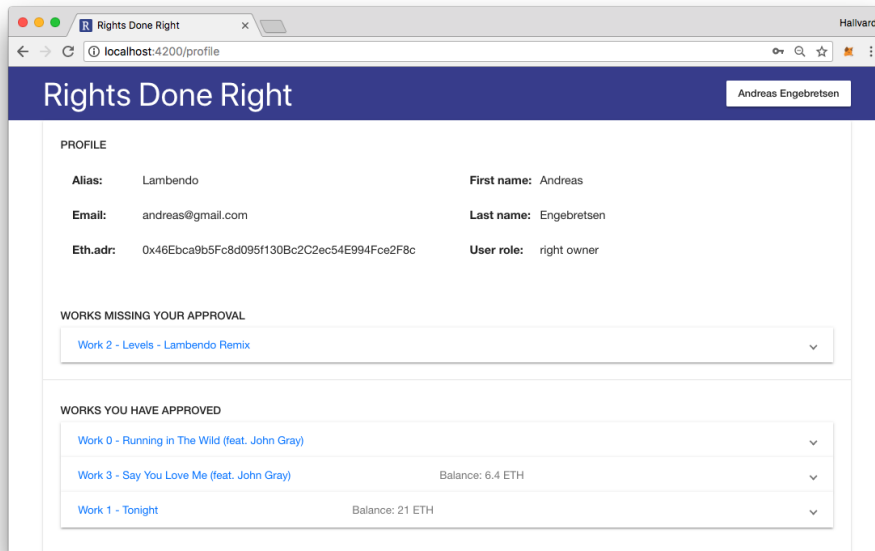 R Rights Done Right
Hallvard
localhost:4200/profile
Rights Done Right
Andreas Engebretsen
PROFILE
Alias: Lambendo First name: Andreas
Email: andreas@gmail.com Last name: Engebretsen
Eth.adr: 0x46Ebca9b5Fc8d095f130Bc2C2ec54E994Fce2F8c User role: right owner
WORKS MISSING YOUR APPROVAL
Work 2 - Levels - Lambendo Remix
WORKS YOU HAVE APPROVED
Work 0 - Running in The Wild (feat. John Gray)
Work 3 - Say You Love Me (feat. John Gray) Balance: 6.4 ETH
Work 1 - Tonight Balance: 21 ETH